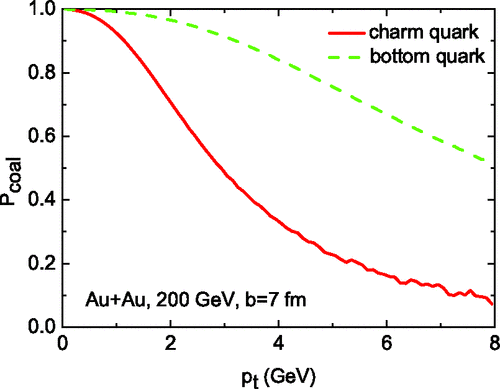 1.0
0.8
0.6
0.4
0.2
0.0
P_coal
charm quark
bottom quark
Au+Au, 200 GeV, b=7 fm
0 2 4 6 8
p_t (GeV)